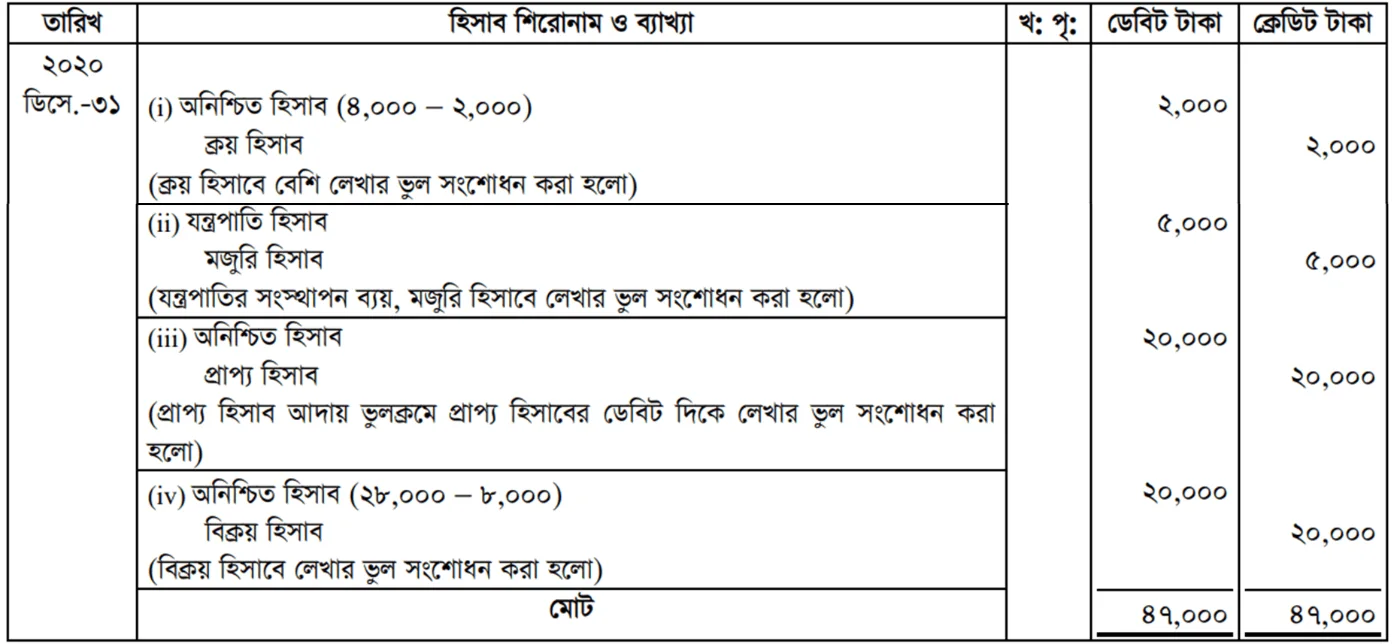 তারিখ হিসাব শিরোনাম ও ব্যাখ্যা খ: পৃ: ডেবিট টাকা ক্রেডিট টাকা
২০২০
ডিসে.-৩১ (i) অনিশ্চিত হিসাব (৪,০০০ – ২,০০০) ২,০০০
ক্রয় হিসাব ২,০০০
(ক্রয় হিসাবে বেশি লেখার ভুল সংশোধন করা হলো)
(ii) যন্ত্রপাতি হিসাব ৫,০০০
মজুরি হিসাব ৫,০০০
(যন্ত্রপাতির সংস্থাপন ব্যয়, মজুরি হিসাবে লেখার ভুল সংশোধন করা হলো)
(iii) অনিশ্চিত হিসাব ২০,০০০
প্রাপ্য হিসাব ২০,০০০
(প্রাপ্য হিসাব আদায় ভুলক্রমে প্রাপ্য হিসাবের ডেবিট দিকে লেখার ভুল সংশোধন করা
হলো)
(iv) অনিশ্চিত হিসাব (২৮,০০০ – ৮,০০০) ২০,০০০
বিক্রয় হিসাব ২০,০০০
(বিক্রয় হিসাবে লেখার ভুল সংশোধন করা হলো)
মোট ৪৭,০০০ ৪৭,০০০